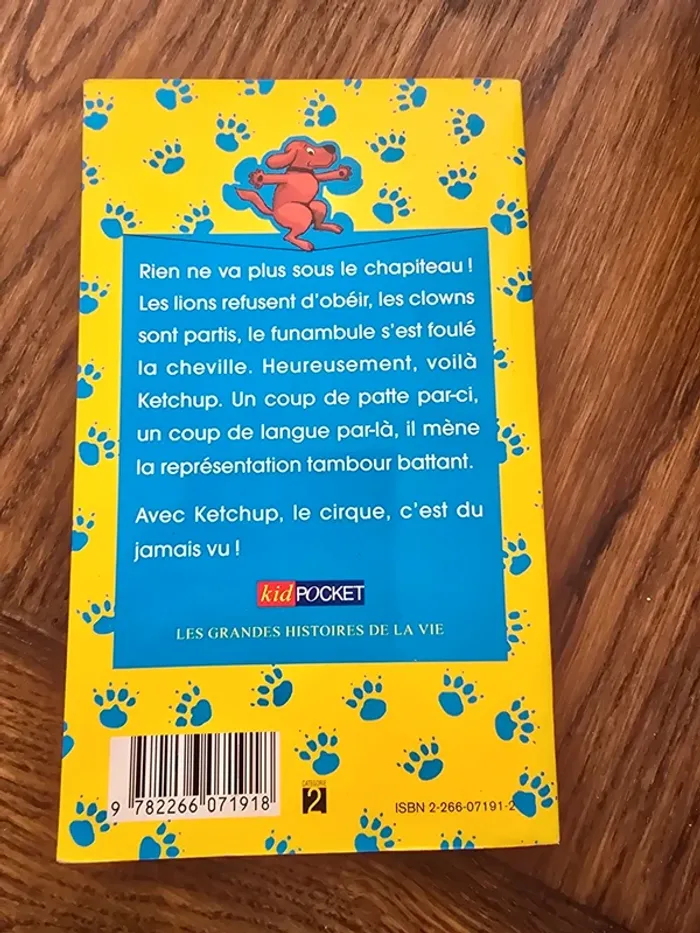 Rien ne va plus sous le chapiteau !
Les lions refusent d'obéir, les clowns
sont partis, le funambule s'est foulé
la cheville. Heureusement, voilà
Ketchup. Un coup de patte par-ci,
un coup de langue par-là, il mène
la représentation tambour battant.
Avec Ketchup, le cirque, c'est du
jamais vu !
kid POCKET
LES GRANDES HISTOIRES DE LA VIE
CATEGORIE
2
ISBN 2-266-07191-2
9 782266 071918